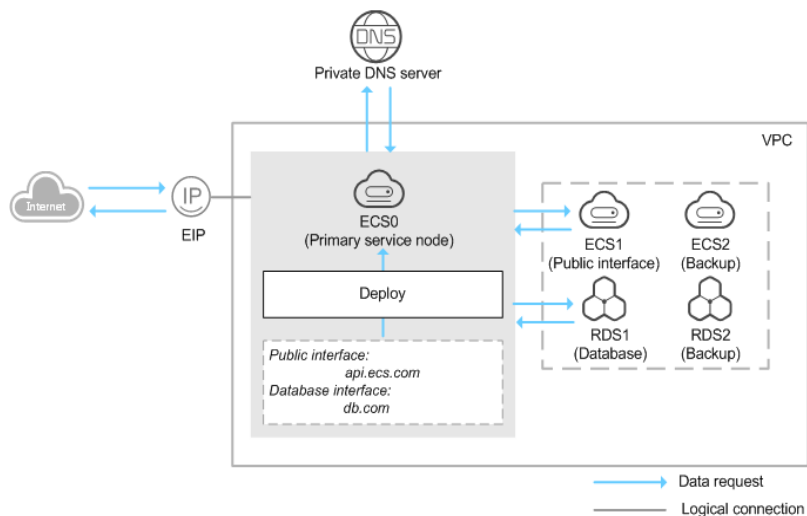 DNS
Private DNS server
VPC
Internet
IP
EIP
ECS0
(Primary service node)
Deploy
Public interface:
api.ecs.com
Database interface:
db.com
ECS1
(Public interface)
ECS2
(Backup)
RDS1
(Database)
RDS2
(Backup)
Data request
Logical connection